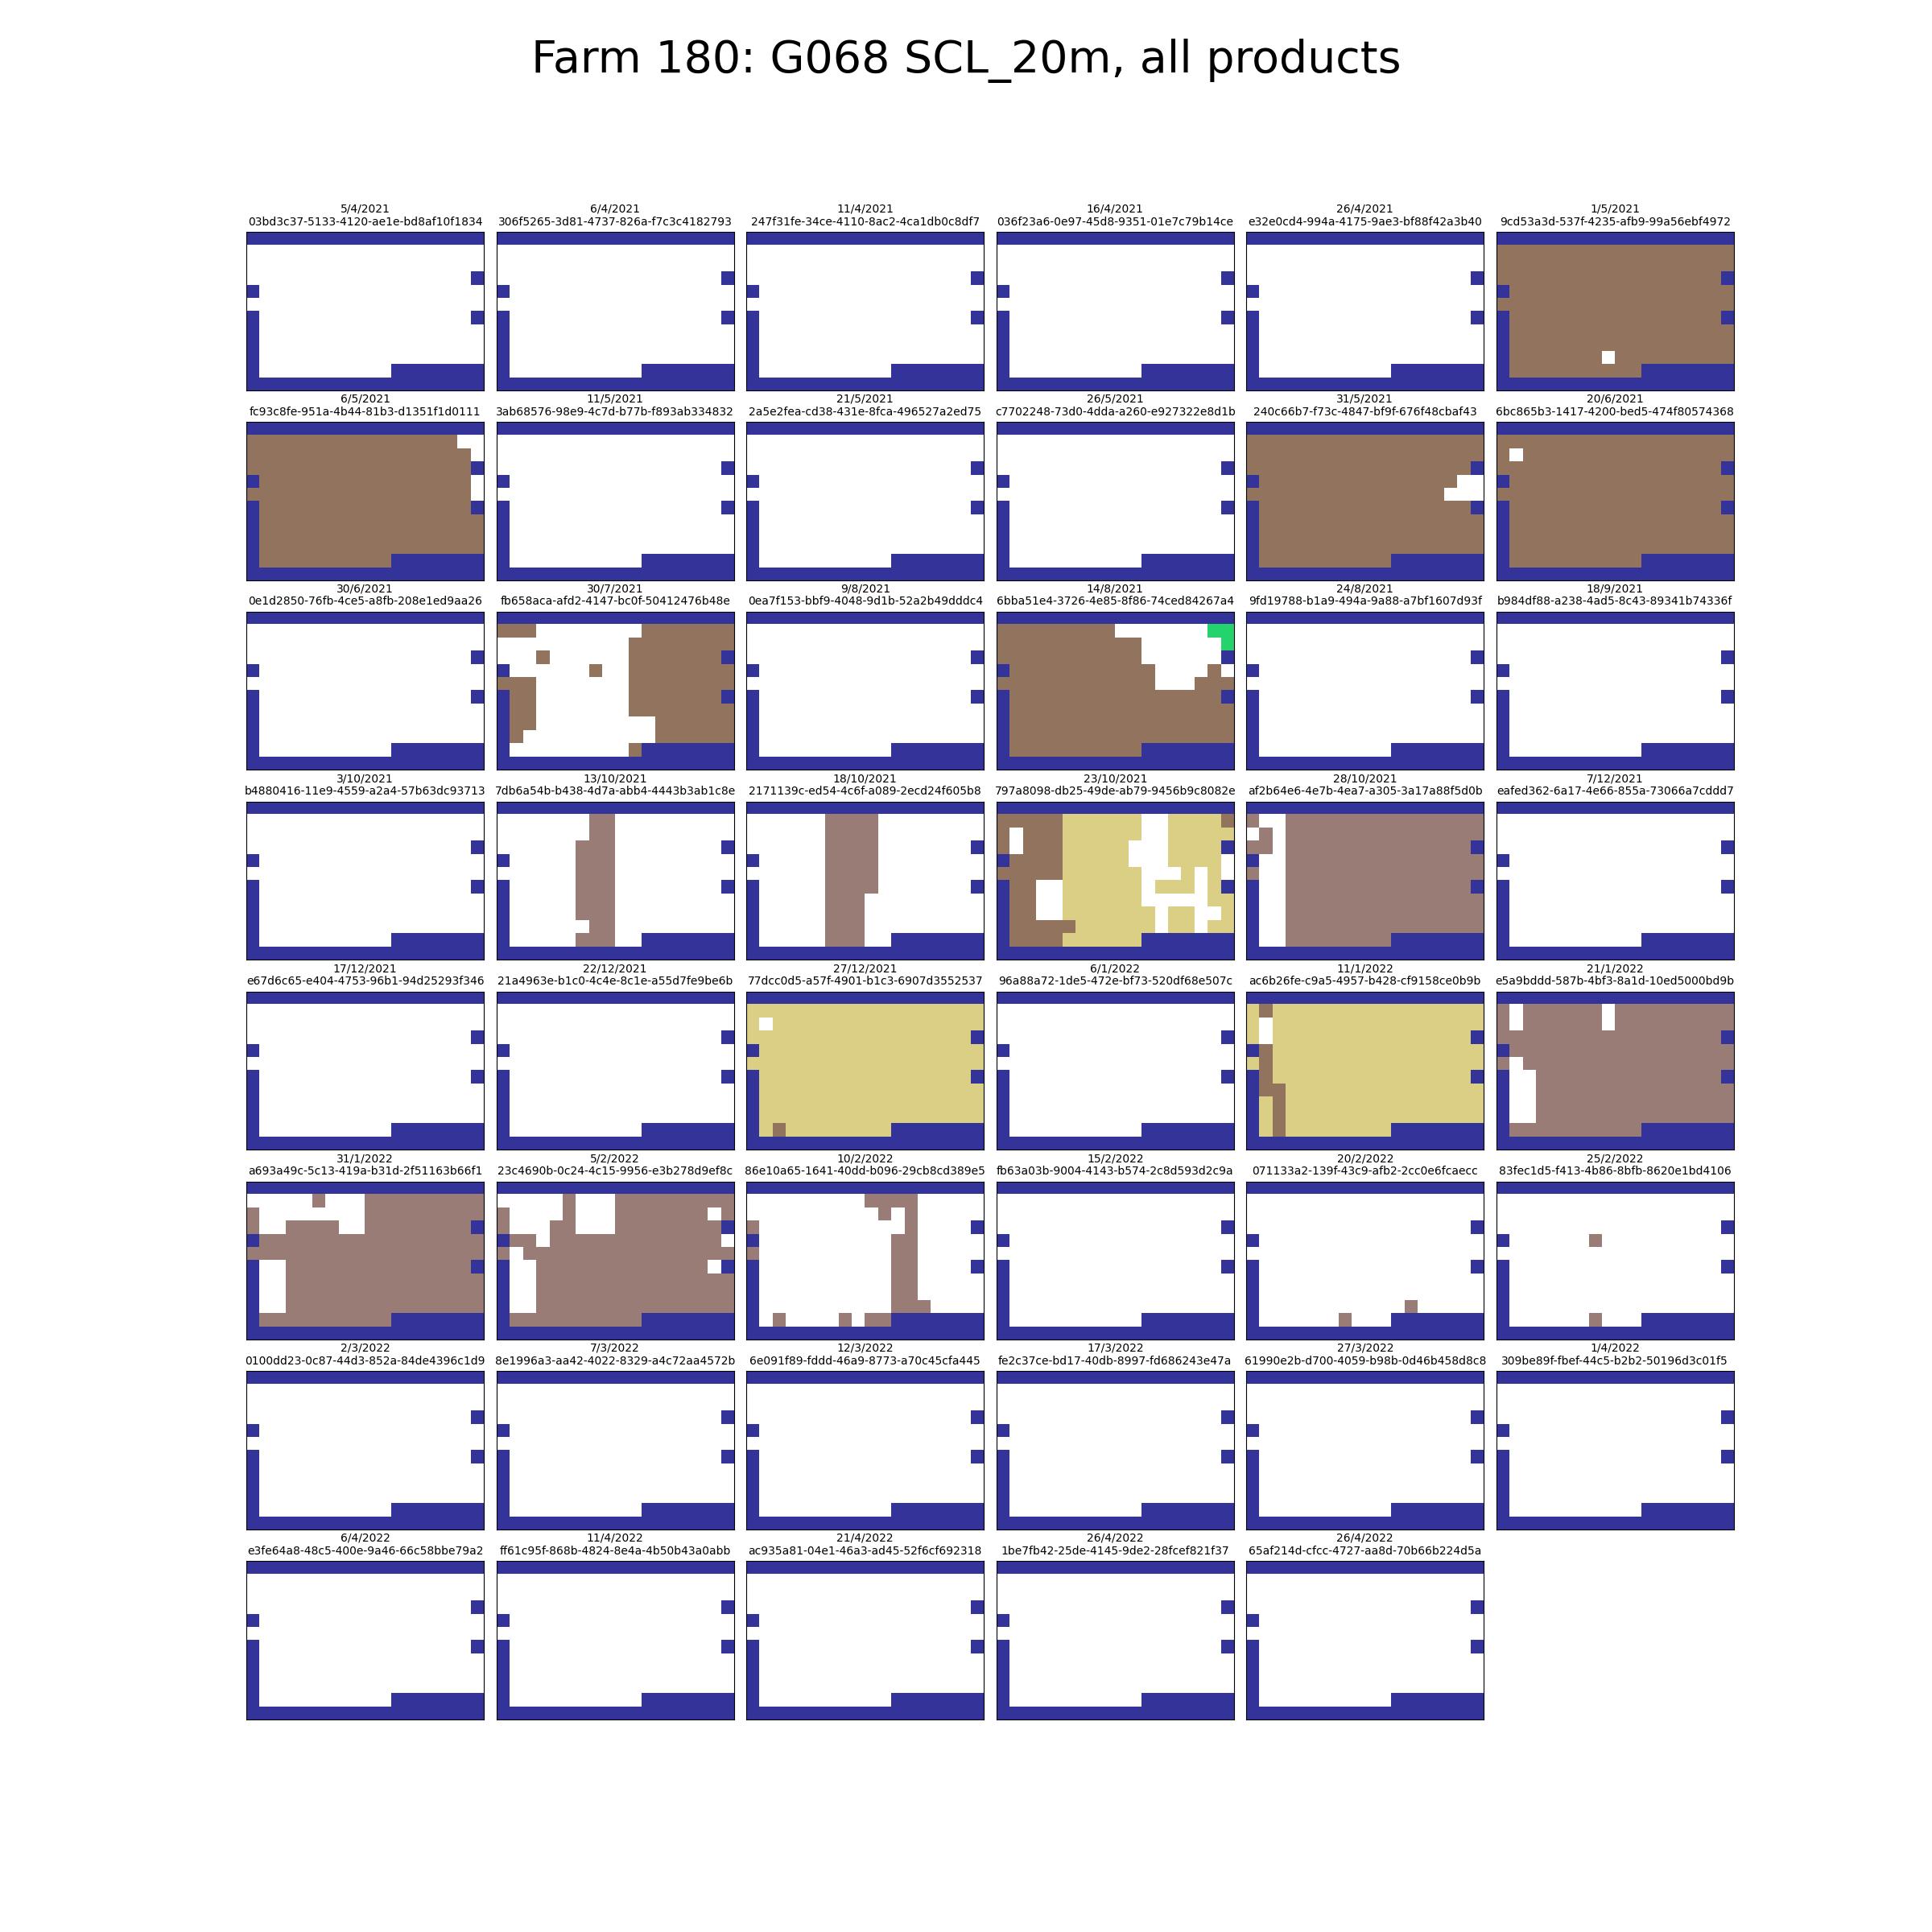 Farm 180: G068 SCL_20m, all products
5/4/2021
03bd3c37-5133-4120-ae1e-bd8af10f1834
6/4/2021
306f5265-3d81-4737-826a-f7c3c4182793
11/4/2021
247f31fe-34ce-4110-8ac2-4ca1db0c8df7
16/4/2021
036f23a6-0e97-45d8-9351-01e7c79b14ce
26/4/2021
e32e0cd4-994a-4175-9ae3-bf88f42a3b40
1/5/2021
9cd53a3d-537f-4235-afb9-99a56ebf4972
6/5/2021
fc93c8fe-951a-4b44-81b3-d1351f1d0111
11/5/2021
3ab68576-98e9-4c7d-b77b-f893ab334832
21/5/2021
2a5e2fea-cd38-431e-8fca-496527a2ed75
26/5/2021
c7702248-73d0-4dda-a260-e927322e8d1b
31/5/2021
240c66b7-f73c-4847-bf9f-676f48cbaf43
20/6/2021
6bc865b3-1417-4200-bed5-474f80574368
30/6/2021
0e1d2850-76fb-4ce5-a8fb-208e1ed9aa26
30/7/2021
fb658aca-afd2-4147-bc0f-50412476b48e
9/8/2021
0ea7f153-bbf9-4048-9d1b-52a2b49dddc4
14/8/2021
6bba51e4-3726-4e85-8f86-74ced84267a4
24/8/2021
9fd19788-b1a9-494a-9a88-a7bf1607d93f
18/9/2021
b984df88-a238-4ad5-8c43-89341b74336f
3/10/2021
b4880416-11e9-4559-a2a4-57b63dc93713
13/10/2021
7db6a54b-b438-4d7a-abb4-4443b3ab1c8e
18/10/2021
2171139c-ed54-4c6f-a089-2ecd24f605b8
23/10/2021
797a8098-db25-49de-ab79-9456b9c8082e
28/10/2021
af2b64e6-4e7b-4ea7-a305-3a17a88f5d0b
7/12/2021
eafed362-6a17-4e66-855a-73066a7cddd7
17/12/2021
e67d6c65-e404-4753-96b1-94d25293f346
22/12/2021
21a4963e-b1c0-4c4e-8c1e-a55d7fe9be6b
27/12/2021
77dcc0d5-a57f-4901-b1c3-6907d3552537
6/1/2022
96a88a72-1de5-472e-bf73-520df68e507c
11/1/2022
ac6b26fe-c9a5-4957-b428-cf9158ce0b9b
21/1/2022
e5a9bddd-587b-4bf3-8a1d-10ed5000bd9b
31/1/2022
a693a49c-5c13-419a-b31d-2f51163b66f1
5/2/2022
23c4690b-0c24-4c15-9956-e3b278d9ef8c
10/2/2022
86e10a65-1641-40dd-b096-29cb8cd389e5
15/2/2022
fb63a03b-9004-4143-b574-2c8d593d2c9a
20/2/2022
071133a2-139f-43c9-afb2-2cc0e6fcaecc
25/2/2022
83fec1d5-f413-4b86-8bfb-8620e1bd4106
2/3/2022
0100dd23-0c87-44d3-852a-84de4396c1d9
7/3/2022
8e1996a3-aa42-4022-8329-a4c72aa4572b
12/3/2022
6e091f89-fddd-46a9-8773-a70c45cfa445
17/3/2022
fe2c37ce-bd17-40db-8997-fd686243e47a
27/3/2022
61990e2b-d700-4059-b98b-0d46b458d8c8
1/4/2022
309be89f-fbef-44c5-b2b2-50196d3c01f5
6/4/2022
e3fe64a8-48c5-400e-9a46-66c58bbe79a2
11/4/2022
ff61c95f-868b-4824-8e4a-4b50b43a0abb
21/4/2022
ac935a81-04e1-46a3-ad45-52f6cf692318
26/4/2022
1be7fb42-25de-4145-9de2-28fcef821f37
26/4/2022
65af214d-cfcc-4727-aa8d-70b66b224d5a